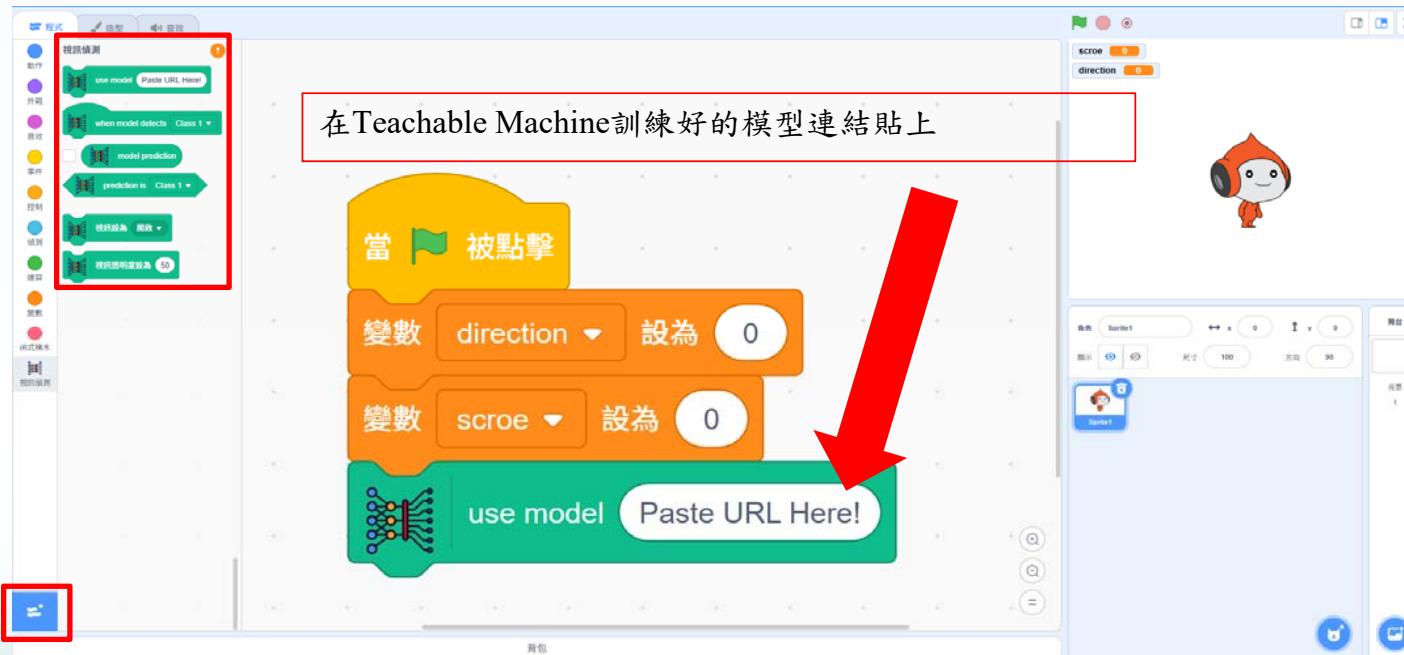 程式
造型
音效
視訊偵測
use model Paste URL Here!
when model detects Class 1
model prediction
prediction is Class 1
視訊設為 開啟
視訊透明度設為 50
動作
外觀
音效
事件
控制
偵測
運算
變數
函式積木
視訊偵測
在Teachable Machine訓練好的模型連結貼上
當 被點擊
變數 direction 設為 0
變數 scroe 設為 0
use model Paste URL Here!
背包
scroe 0
direction 0
角色 Sprite1 x 0 y 0
顯示 尺寸 100 方向 90
Sprite1
舞台
背景
1